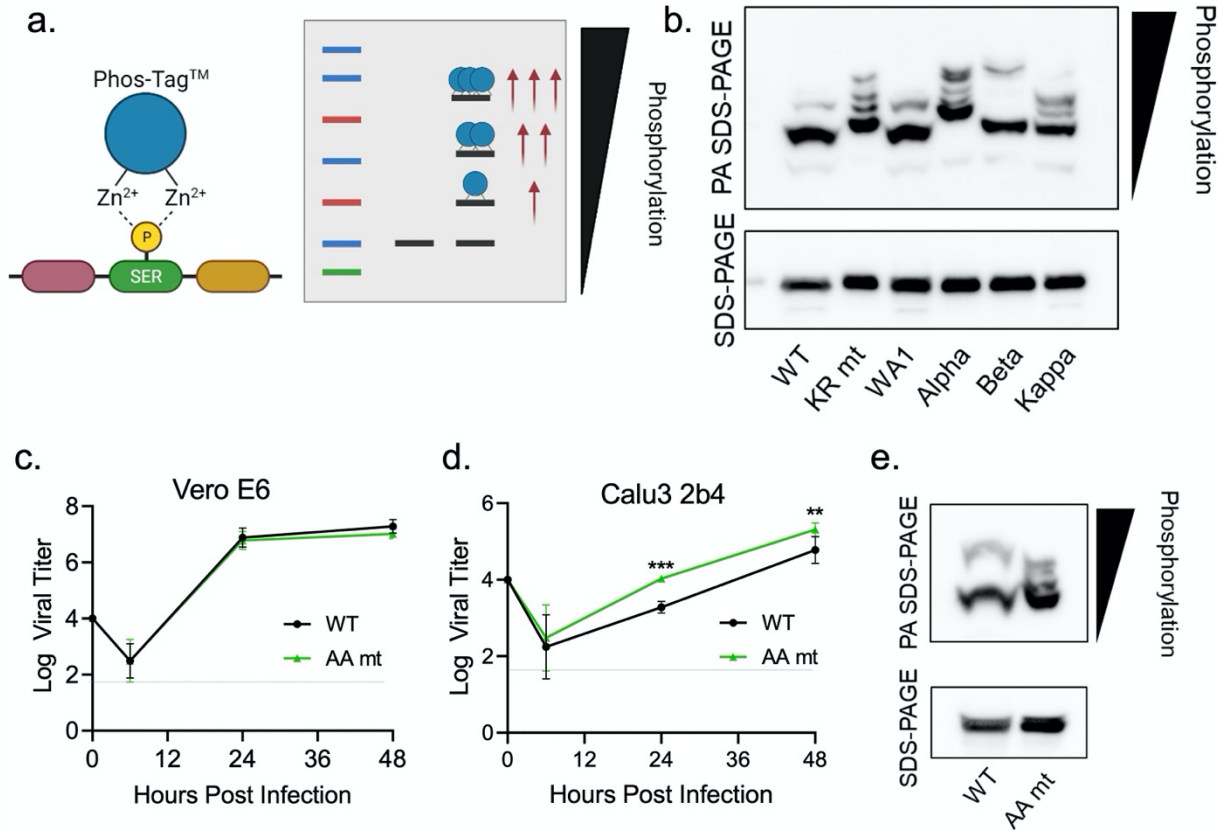 a.
Phos-Tag™
Zn²⁺ Zn²⁺
P
SER
Phosphorylation
b.
PA SDS-PAGE
SDS-PAGE
Phosphorylation
WT
KR mt
WA1
Alpha
Beta
Kappa
c.
Vero E6
Log Viral Titer
8
6
4
2
0
WT
AA mt
0 12 24 36 48
Hours Post Infection
d.
Calu3 2b4
Log Viral Titer
6
4
2
0
***
**
WT
AA mt
0 12 24 36 48
Hours Post Infection
e.
PA SDS-PAGE
SDS-PAGE
Phosphorylation
WT
AA mt